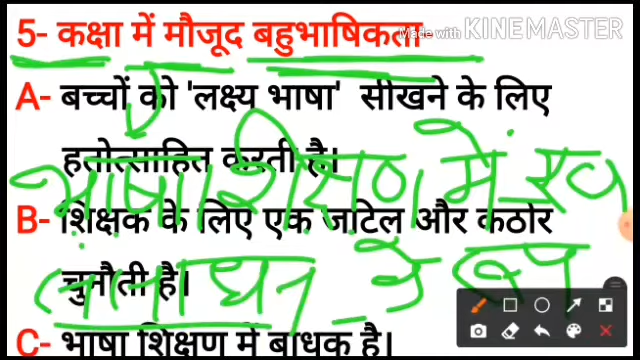 5- कक्षा में मौजूद बहुभाषिकता
Made with KINEMASTER
A- बच्चों को 'लक्ष्य भाषा' सीखने के लिए
हतोत्साहित करती है।
भाषा शिक्षण में एक
B- शिक्षक के लिए एक जटिल और कठोर
चुनौती है।
संसाधन के रूप
C- भाषा शिक्षण में बाधक है।